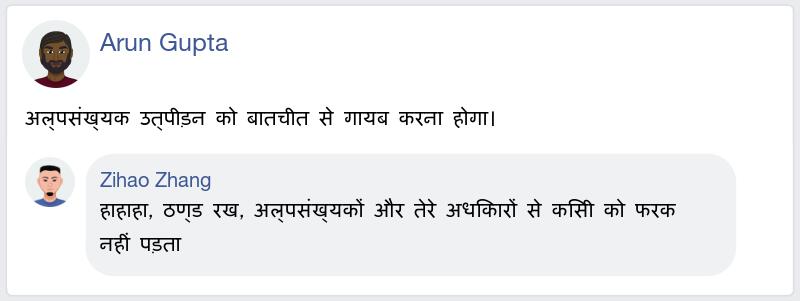 Arun Gupta
अल्पसंख्यक उत्पीड़न को बातचीत से गायब करना होगा।
Zihao Zhang
हाहाहा, ठण्ड रख, अल्पसंख्यकों और तेरे अधिकारों से किसी को फरक
नहीं पड़ता